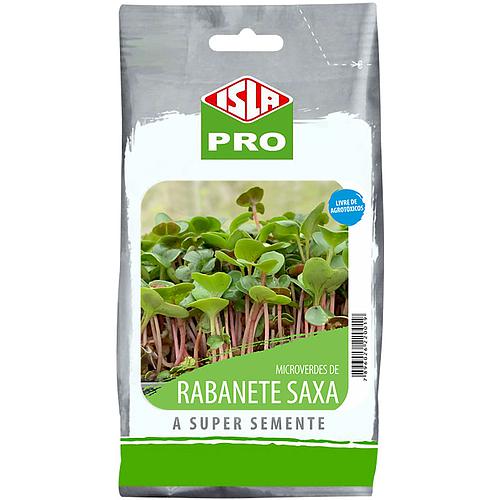 ISLA
PRO
LIVRE DE
AGROTÓXICOS
MICROVERDES DE
RABANETE SAXA
A SUPER SEMENTE